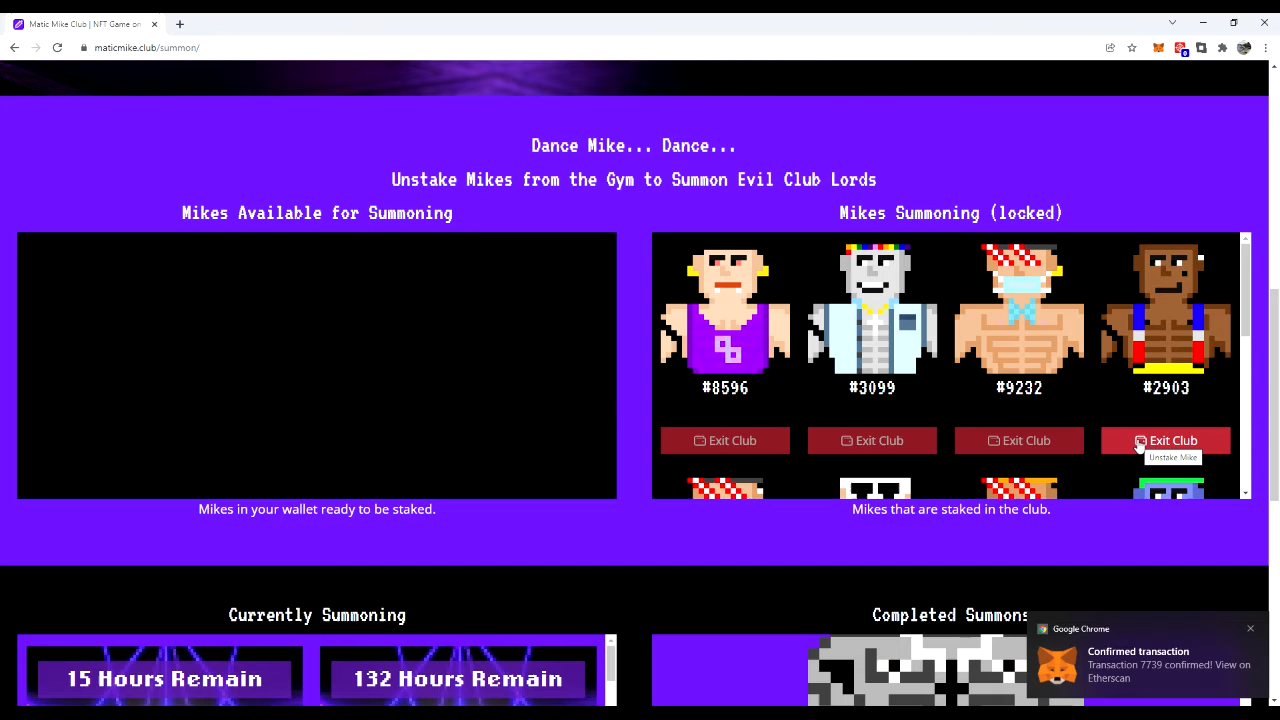 Matic Mike Club | NFT Game on
maticmike.club/summon/
Dance Mike... Dance...
Unstake Mikes from the Gym to Summon Evil Club Lords
Mikes Available for Summoning
Mikes Summoning (locked)
#8596
#3099
#9232
#2903
Exit Club
Exit Club
Exit Club
Exit Club
Unstake Mike
Mikes in your wallet ready to be staked.
Mikes that are staked in the club.
Currently Summoning
Completed Summons
15 Hours Remain
132 Hours Remain
Google Chrome
Confirmed transaction
Transaction 7739 confirmed! View on
Etherscan